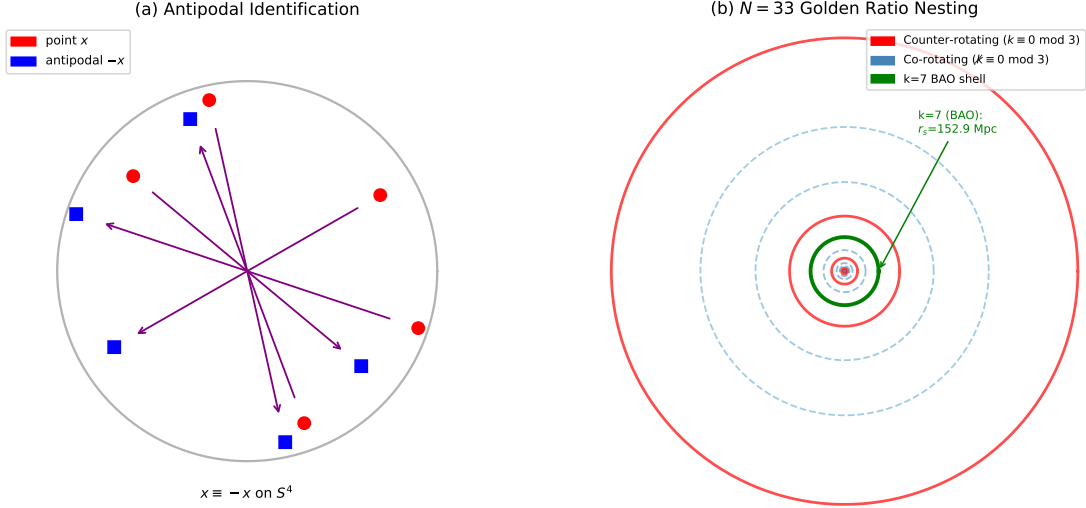 (a) Antipodal Identification
point x
antipodal −x
x ≡ −x on S⁴
(b) N = 33 Golden Ratio Nesting
Counter-rotating (k ≡ 0 mod 3)
Co-rotating (k ≢ 0 mod 3)
k=7 BAO shell
k=7 (BAO):
rₛ=152.9 Mpc